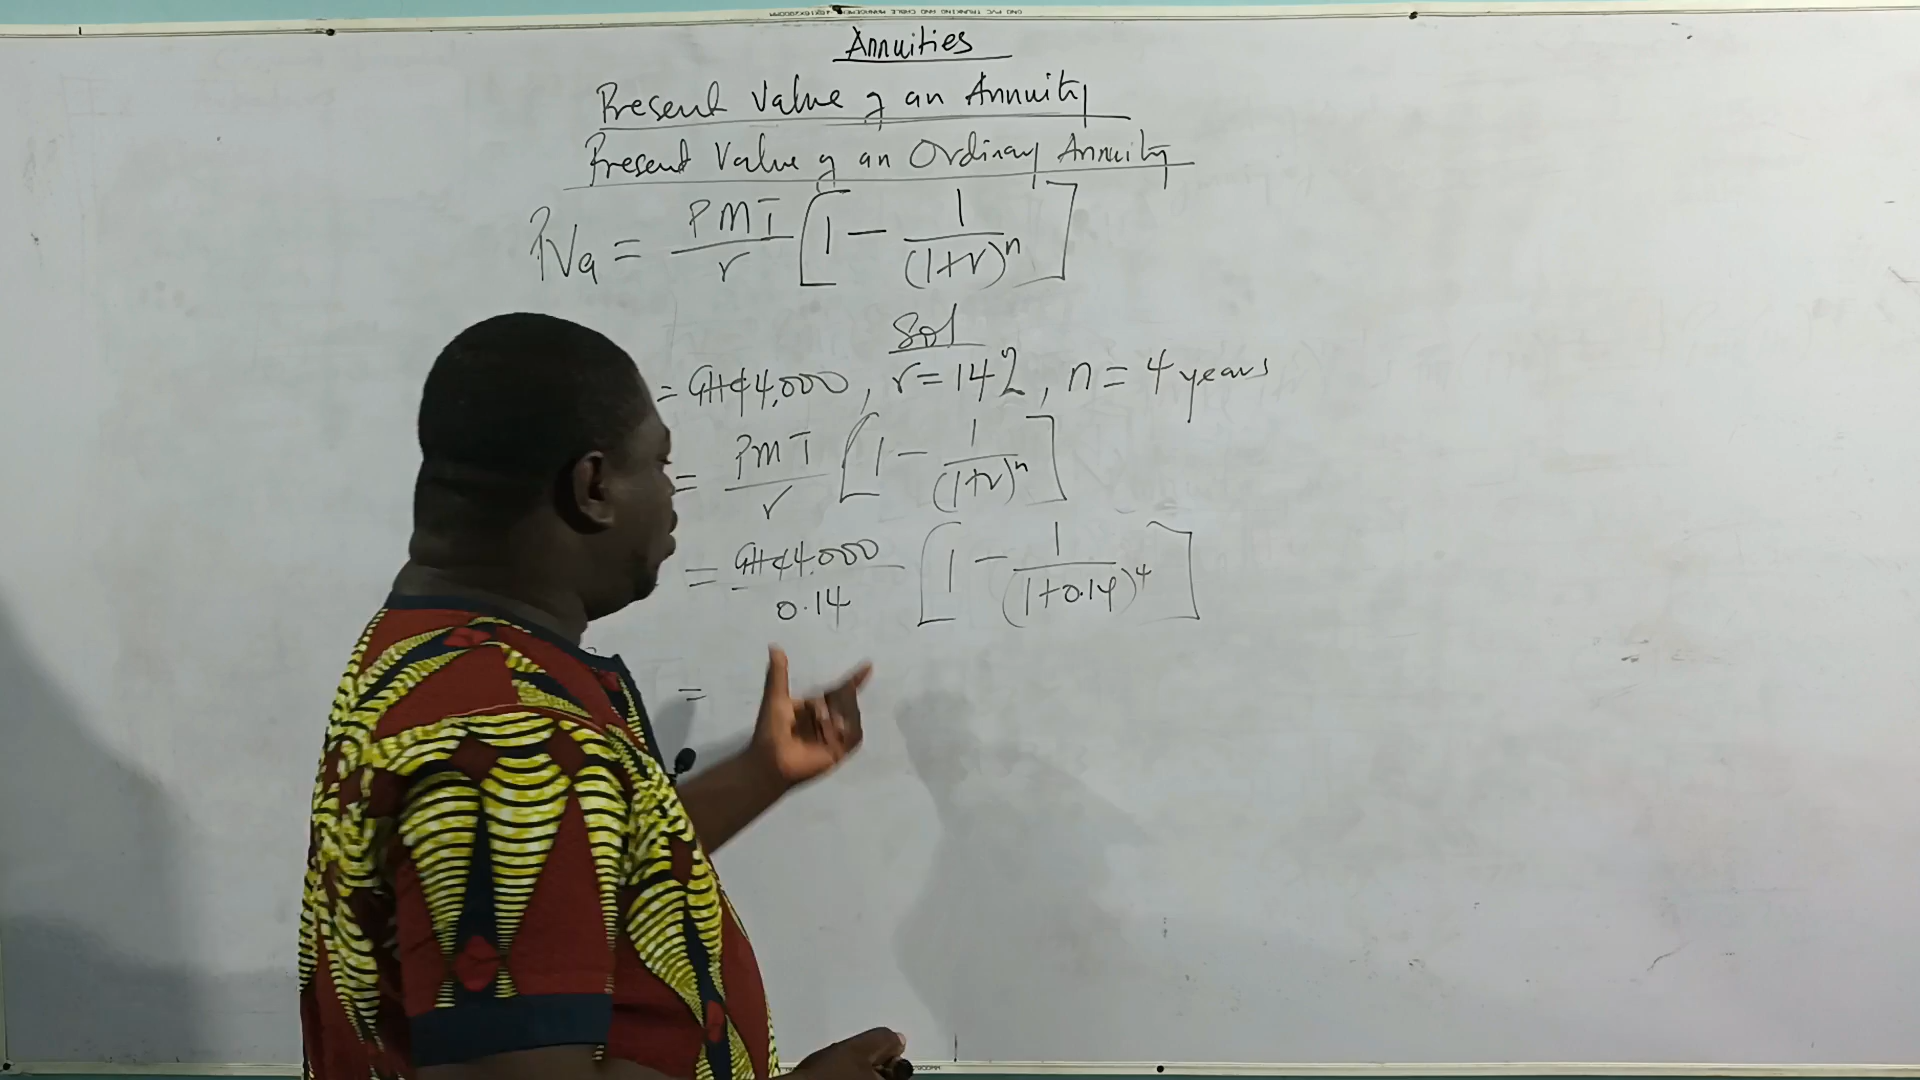 Annuities
Present Value of an Annuity
Present Value of an Ordinary Annuity
PVa = PMT/r [1 - 1/(1+r)^n]
Sol
= GH¢4,000, r = 14%, n = 4 years
= PMT/r [1 - 1/(1+r)^n]
= GH¢4,000/0.14 [1 - 1/(1+0.14)^4]
=